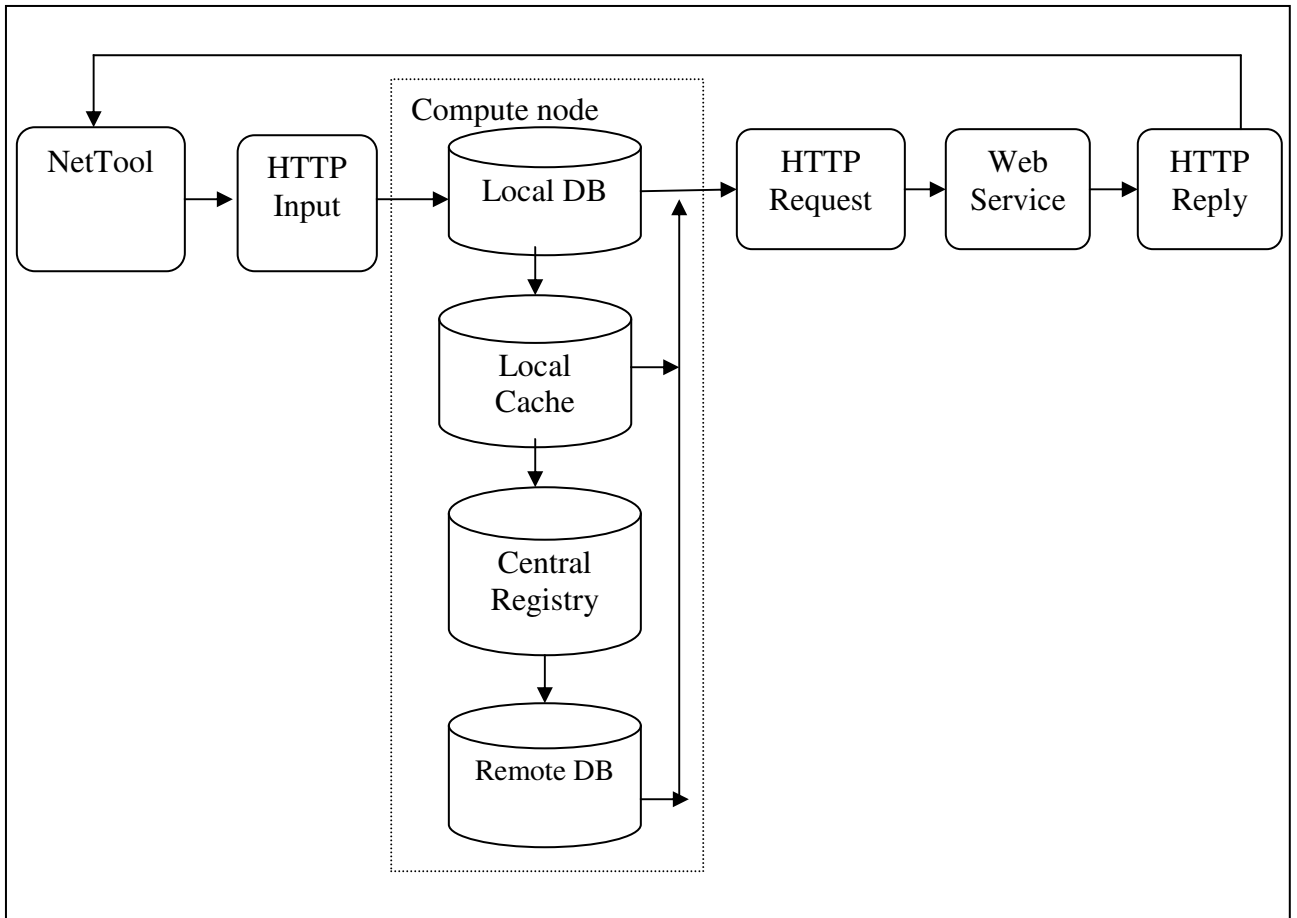 Compute node
NetTool
HTTP
Input
Local DB
HTTP
Request
Web
Service
HTTP
Reply
Local
Cache
Central
Registry
Remote DB